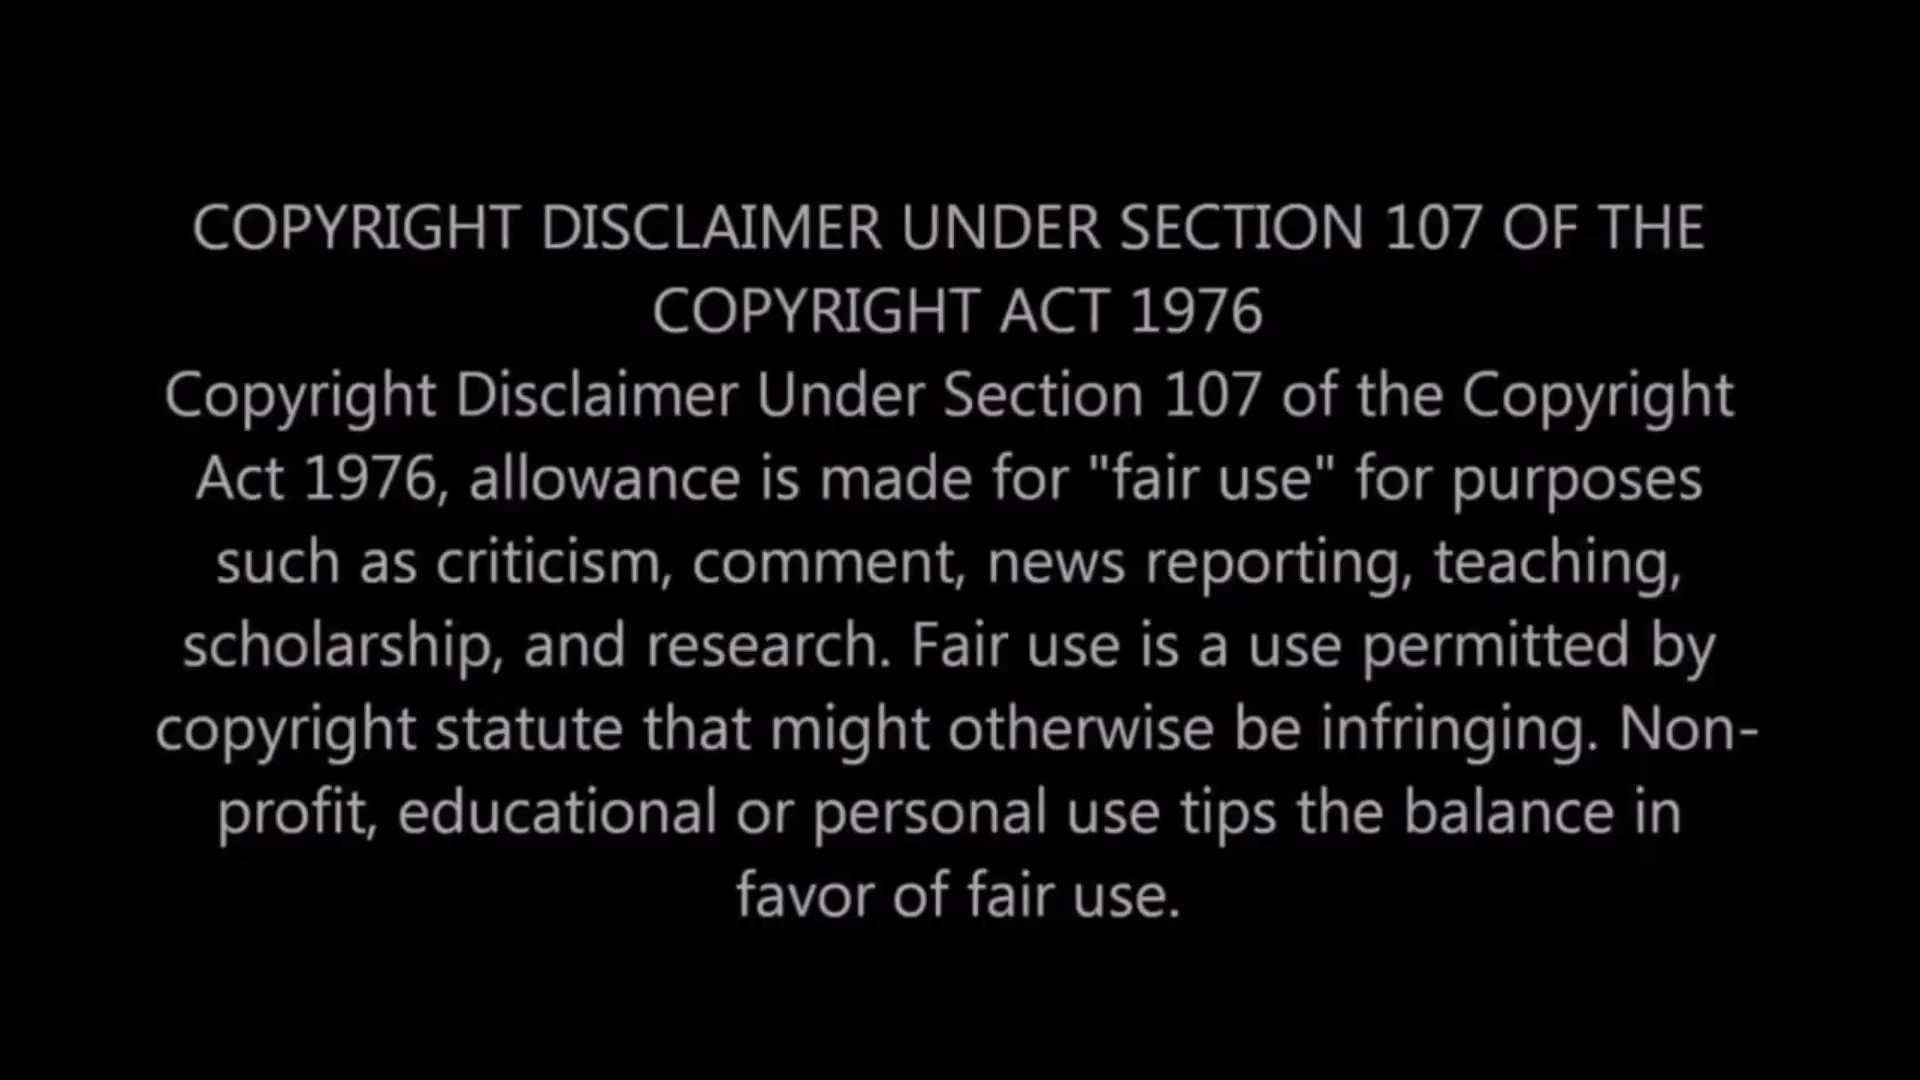 COPYRIGHT DISCLAIMER UNDER SECTION 107 OF THE
COPYRIGHT ACT 1976
Copyright Disclaimer Under Section 107 of the Copyright
Act 1976, allowance is made for "fair use" for purposes
such as criticism, comment, news reporting, teaching,
scholarship, and research. Fair use is a use permitted by
copyright statute that might otherwise be infringing. Non-
profit, educational or personal use tips the balance in
favor of fair use.